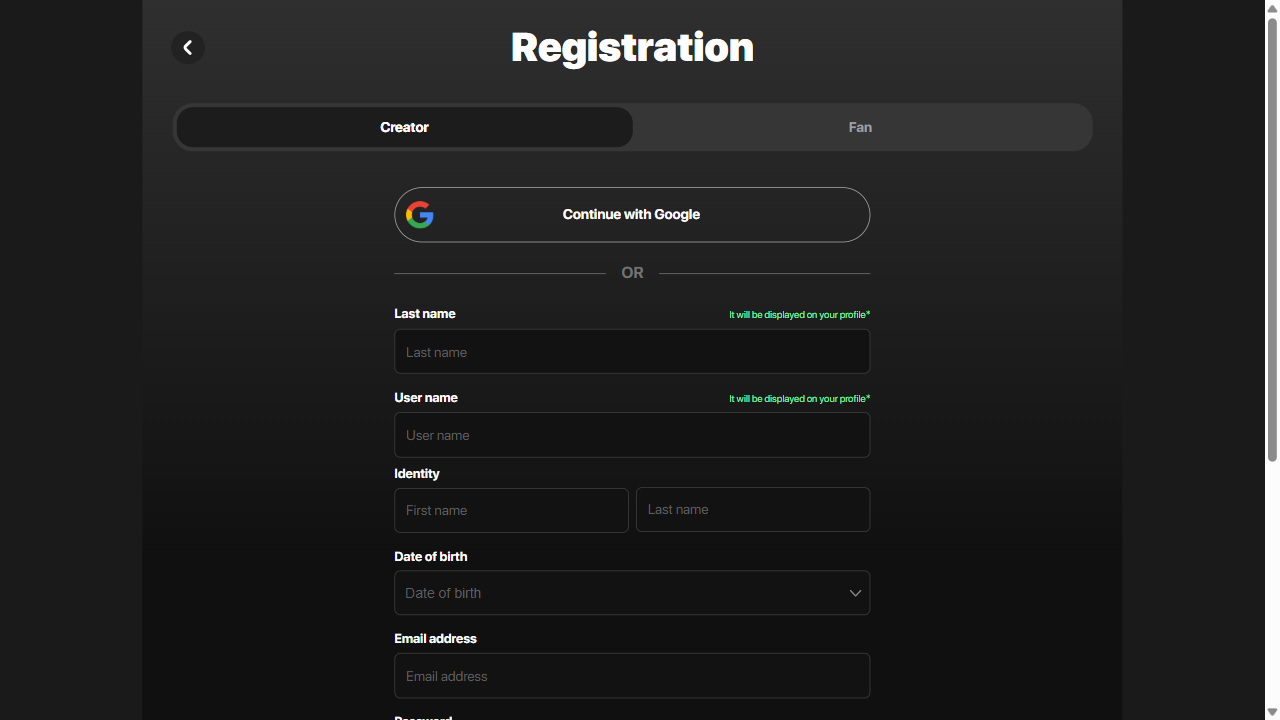 Registration
Creator
Fan
Continue with Google
OR
Last name
It will be displayed on your profile*
Last name
User name
It will be displayed on your profile*
User name
Identity
First name
Last name
Date of birth
Date of birth
Email address
Email address
Password